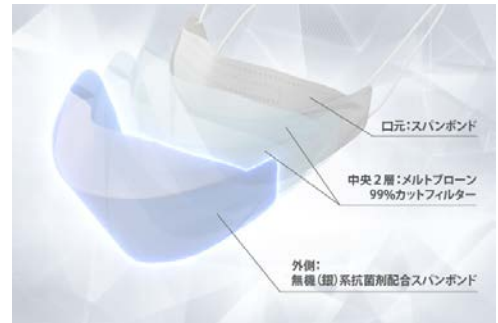 口元:スパンボンド
中央2層:メルトブローン
99%カットフィルター
外側:
無機(銀)系抗菌剤配合スパンボンド